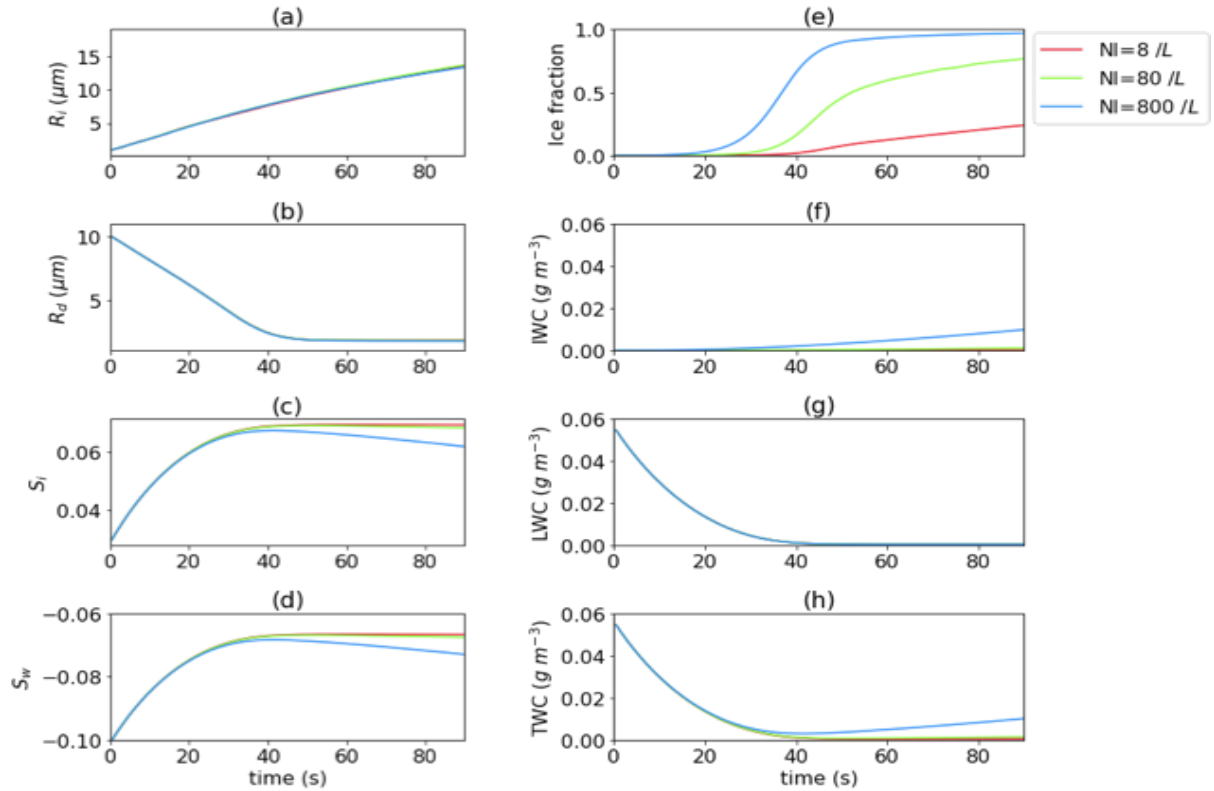 (a)
R_i (μm)
15
10
5
0 20 40 60 80
(b)
R_d (μm)
10
5
0 20 40 60 80
(c)
S_i
0.06
0.04
0 20 40 60 80
(d)
S_w
−0.06
−0.08
−0.10
0 20 40 60 80
time (s)
(e)
Ice fraction
1.0
0.5
0.0
0 20 40 60 80
NI=8 /L
NI=80 /L
NI=800 /L
(f)
IWC (g m⁻³)
0.06
0.04
0.02
0.00
0 20 40 60 80
(g)
LWC (g m⁻³)
0.06
0.04
0.02
0.00
0 20 40 60 80
(h)
TWC (g m⁻³)
0.06
0.04
0.02
0.00
0 20 40 60 80
time (s)